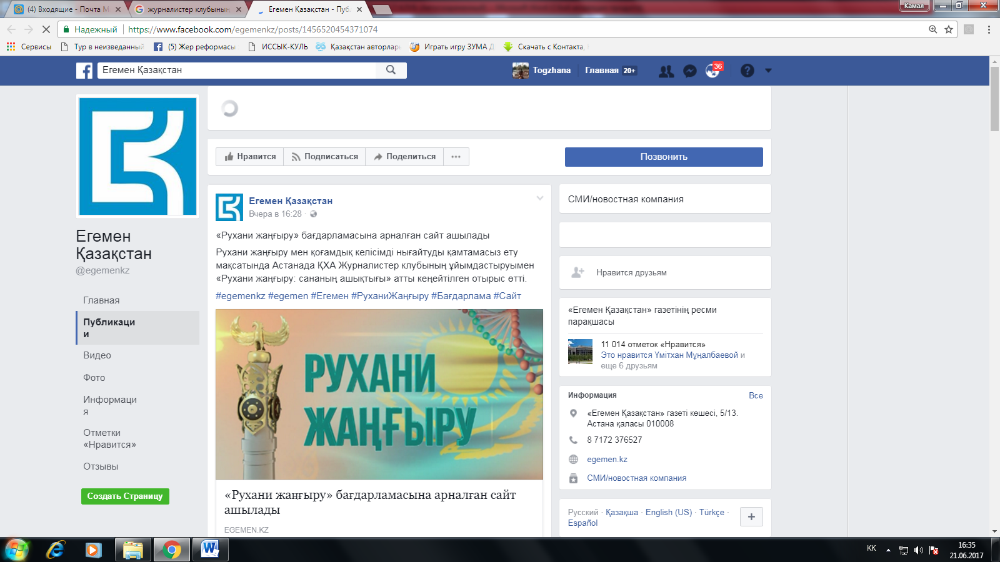 (4) Входящие - Почта M
журналистер клубының
Егемен Қазақстан - Пуб
Камал
Надежный
https://www.facebook.com/egemenkz/posts/1456520454371074
Сервисы
Тур в неизведанный
(5) Жер реформасы
ИССЫК-КУЛЬ
Қазақстан авторлары
Играть игру ЗУМА Д
Скачать с Контакта,
Егемен Қазақстан
Togzhana
Главная 20+
36
Нравится
Подписаться
Поделиться
Позвонить
Егемен
Қазақстан
@egemenkz
Главная
Публикаци
и
Видео
Фото
Информаци
я
Отметки
«Нравится»
Отзывы
Создать Страницу
Егемен Қазақстан
Вчера в 16:28 ·
«Рухани жаңғыру» бағдарламасына арналған сайт ашылады
Рухани жаңғыру мен қоғамдық келісімді нығайтуды қамтамасыз ету
мақсатында Астанада ҚХА Журналистер клубының ұйымдастыруымен
«Рухани жаңғыру: сананың ашықтығы» атты кеңейтілген отырыс өтті.
#egemenkz #egemen #Егемен #РуханиЖаңғыру #Бағдарлама #Сайт
РУХАНИ
ЖАҢҒЫРУ
«Рухани жаңғыру» бағдарламасына арналған сайт
ашылады
EGEMEN.KZ
СМИ/новостная компания
Нравится друзьям
«Егемен Қазақстан» газетінің ресми
парақшасы
11 014 отметок «Нравится»
Это нравится Үмітхан Мұңалбаевой и
еще 6 друзьям
Информация
Все
«Егемен Қазақстан» газеті көшесі, 5/13.
Астана қаласы 010008
8 7172 376527
egemen.kz
СМИ/новостная компания
Русский · Қазақша · English (US) · Türkçe ·
Español
KK
16:35
21.06.2017